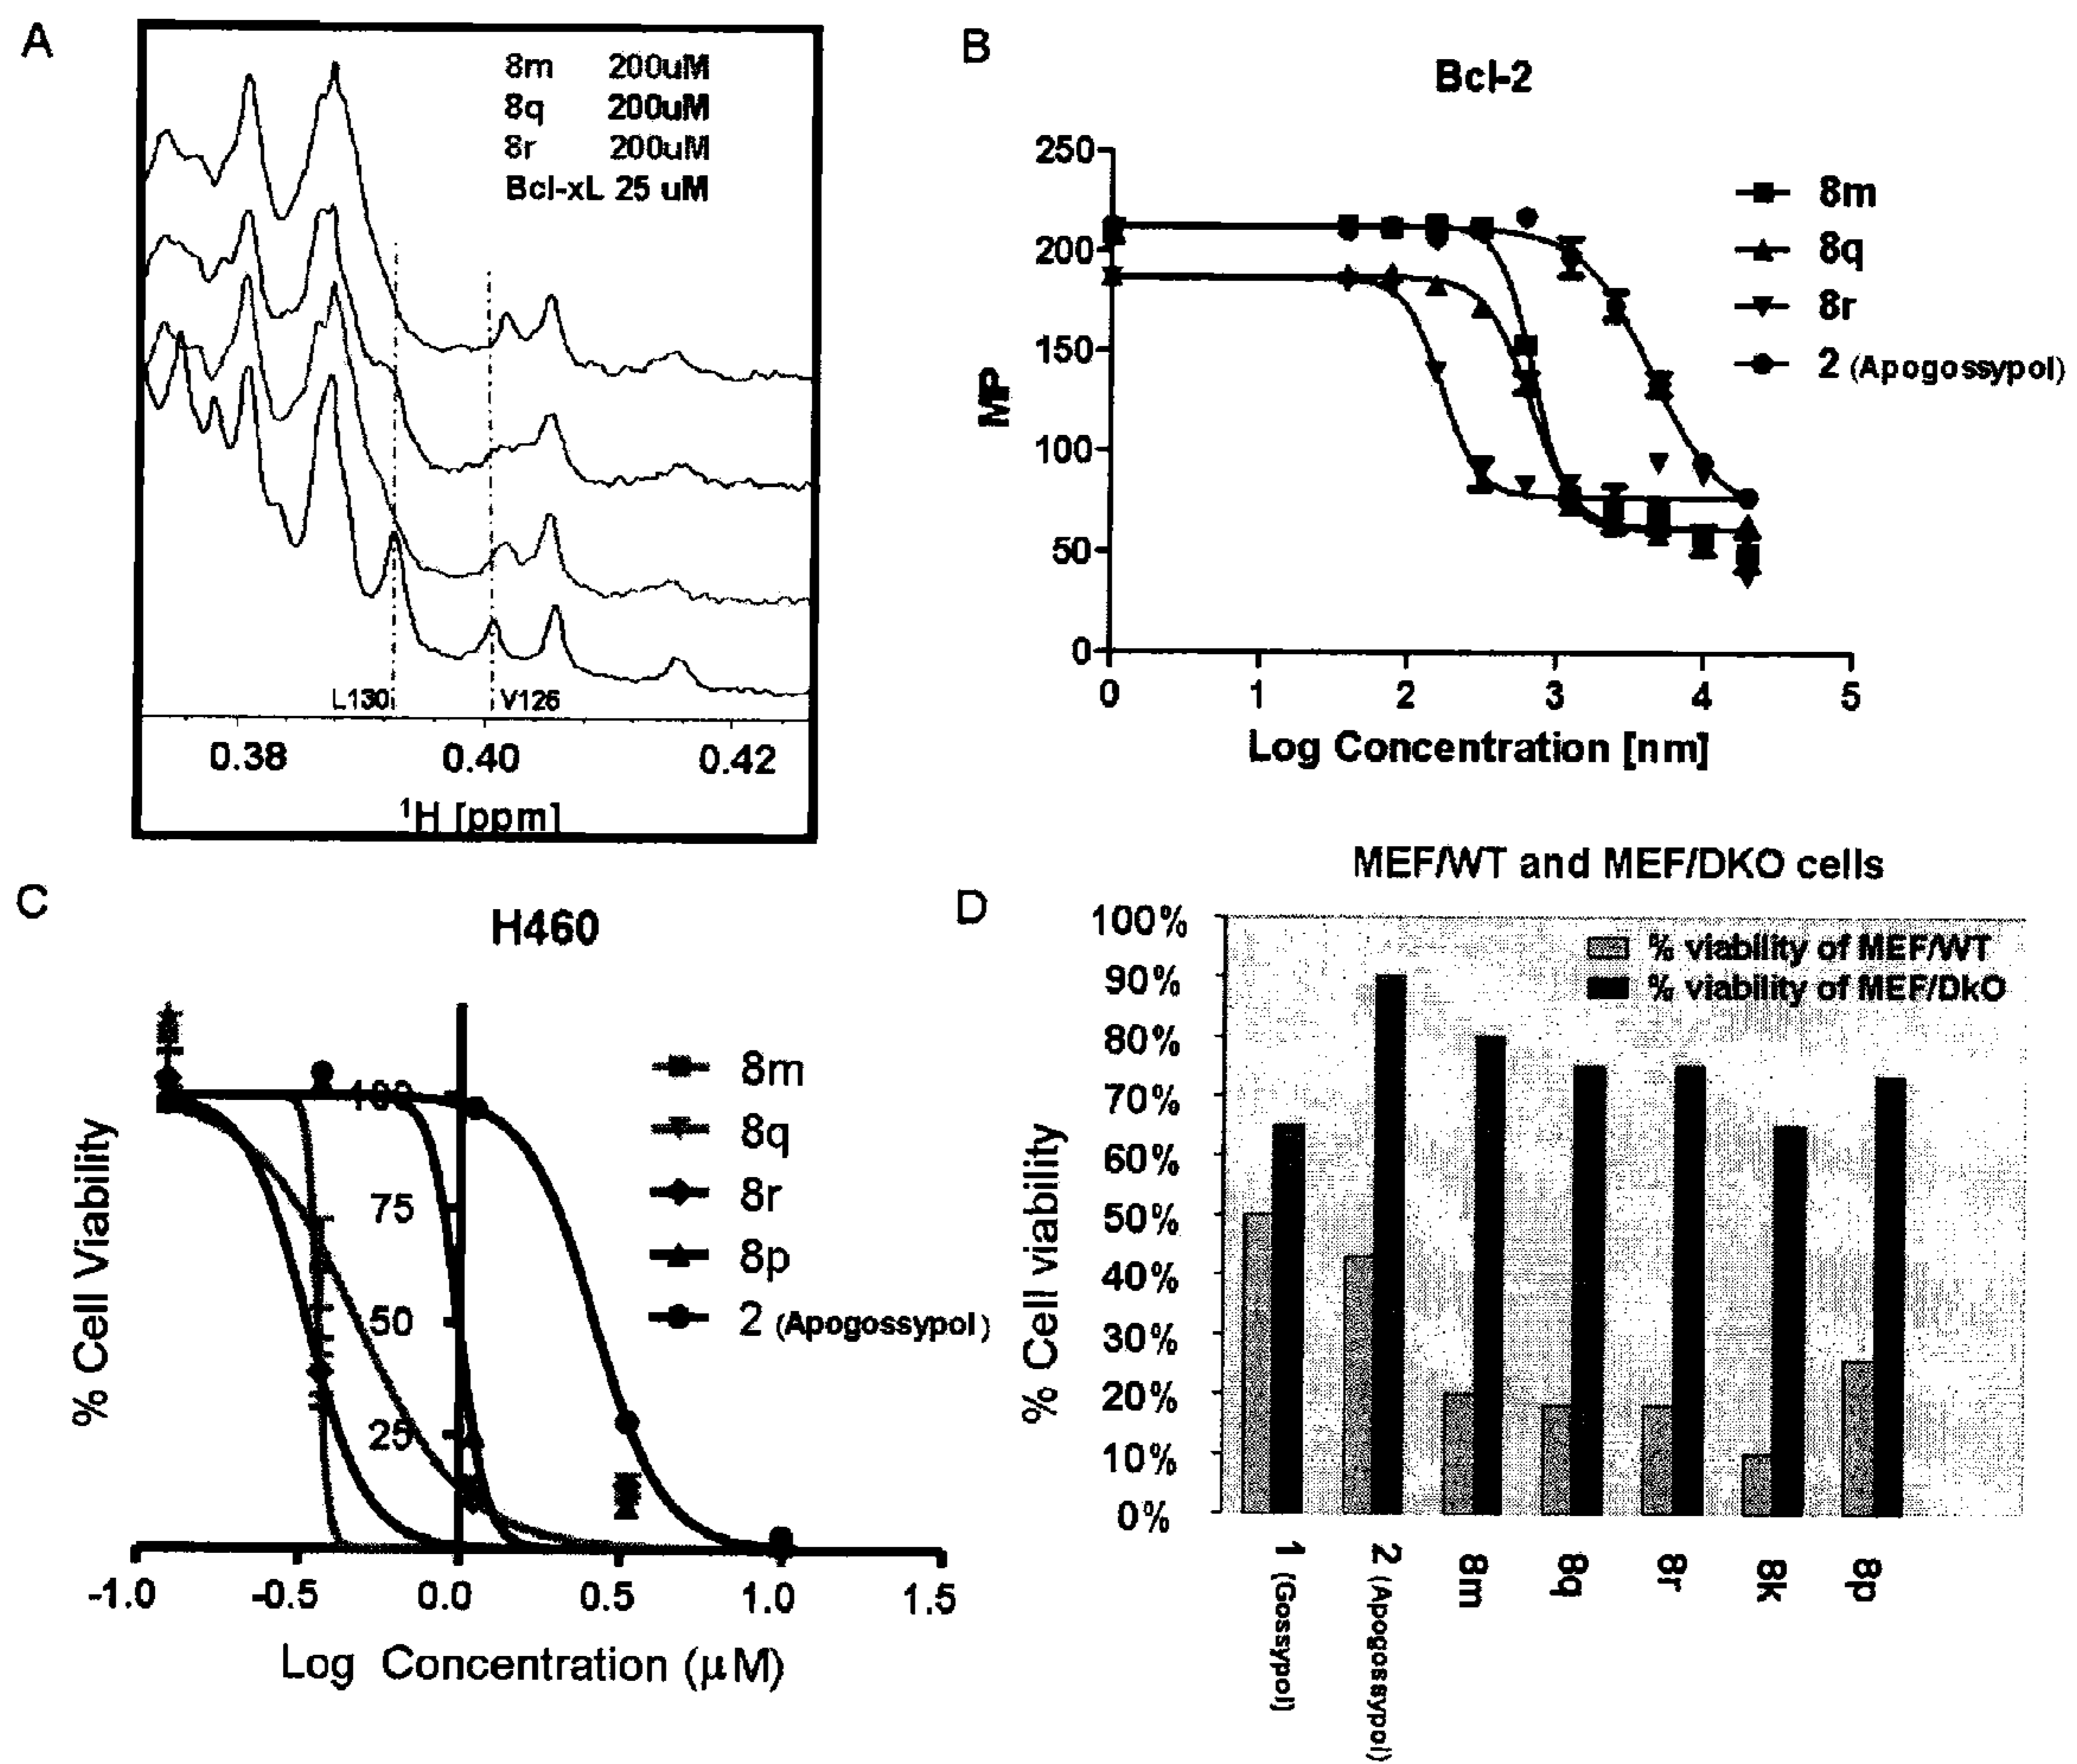 A
8m 200uM
8q 200uM
8r 200uM
Bcl-xL 25 uM
L130
V126
0.38 0.40 0.42
¹H [ppm]
B
Bcl-2
250
200
150
100
50
0
MP
0 1 2 3 4 5
Log Concentration [nm]
8m
8q
8r
2 (Apogossypol)
C
H460
100
75
50
25
% Cell Viability
-1.0 -0.5 0.0 0.5 1.0 1.5
Log Concentration (μM)
8m
8q
8r
8p
2 (Apogossypol)
D
MEF/WT and MEF/DKO cells
100%
90%
80%
70%
60%
50%
40%
30%
20%
10%
0%
% Cell viability
% viability of MEF/WT
% viability of MEF/DkO
1 (Gossypol)
2 (Apogossypol)
8m
8q
8r
8k
8p